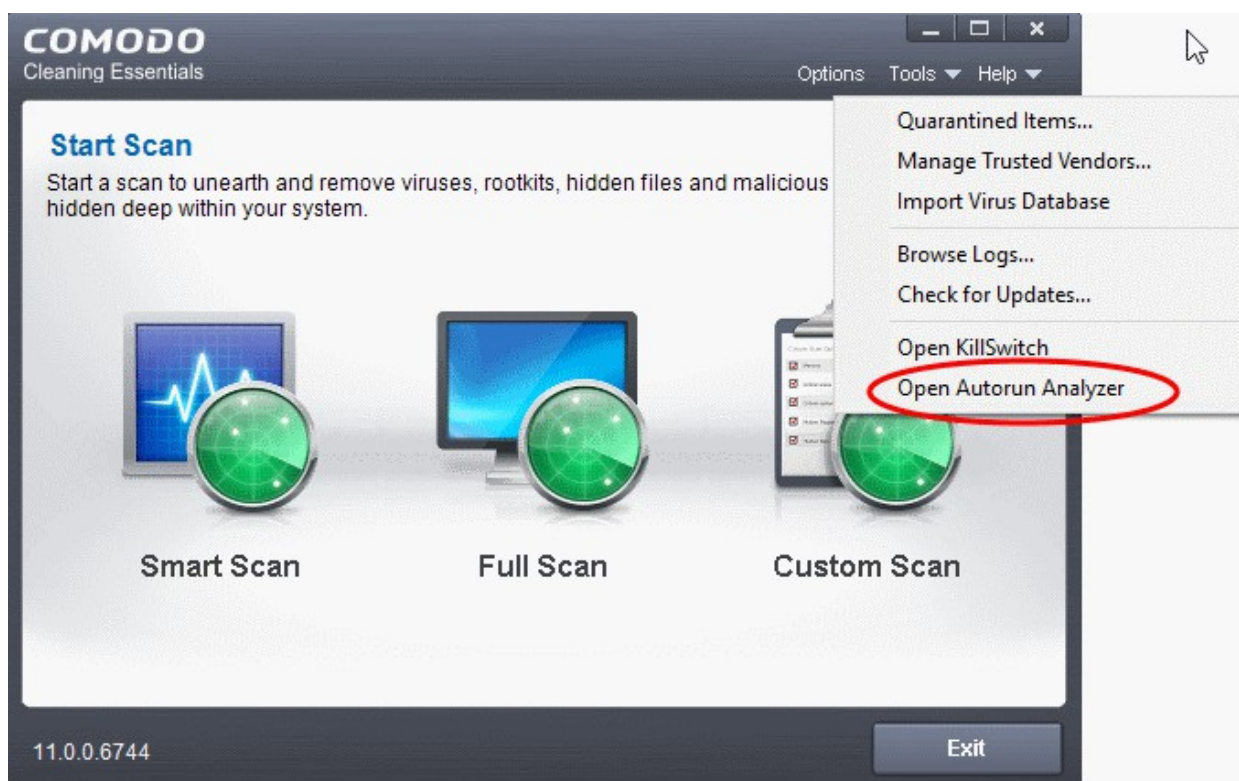 COMODO
Cleaning Essentials
Options Tools Help
Quarantined Items...
Manage Trusted Vendors...
Import Virus Database
Browse Logs...
Check for Updates...
Open KillSwitch
Open Autorun Analyzer
Start Scan
Start a scan to unearth and remove viruses, rootkits, hidden files and malicious
hidden deep within your system.
Smart Scan
Full Scan
Custom Scan
11.0.0.6744
Exit